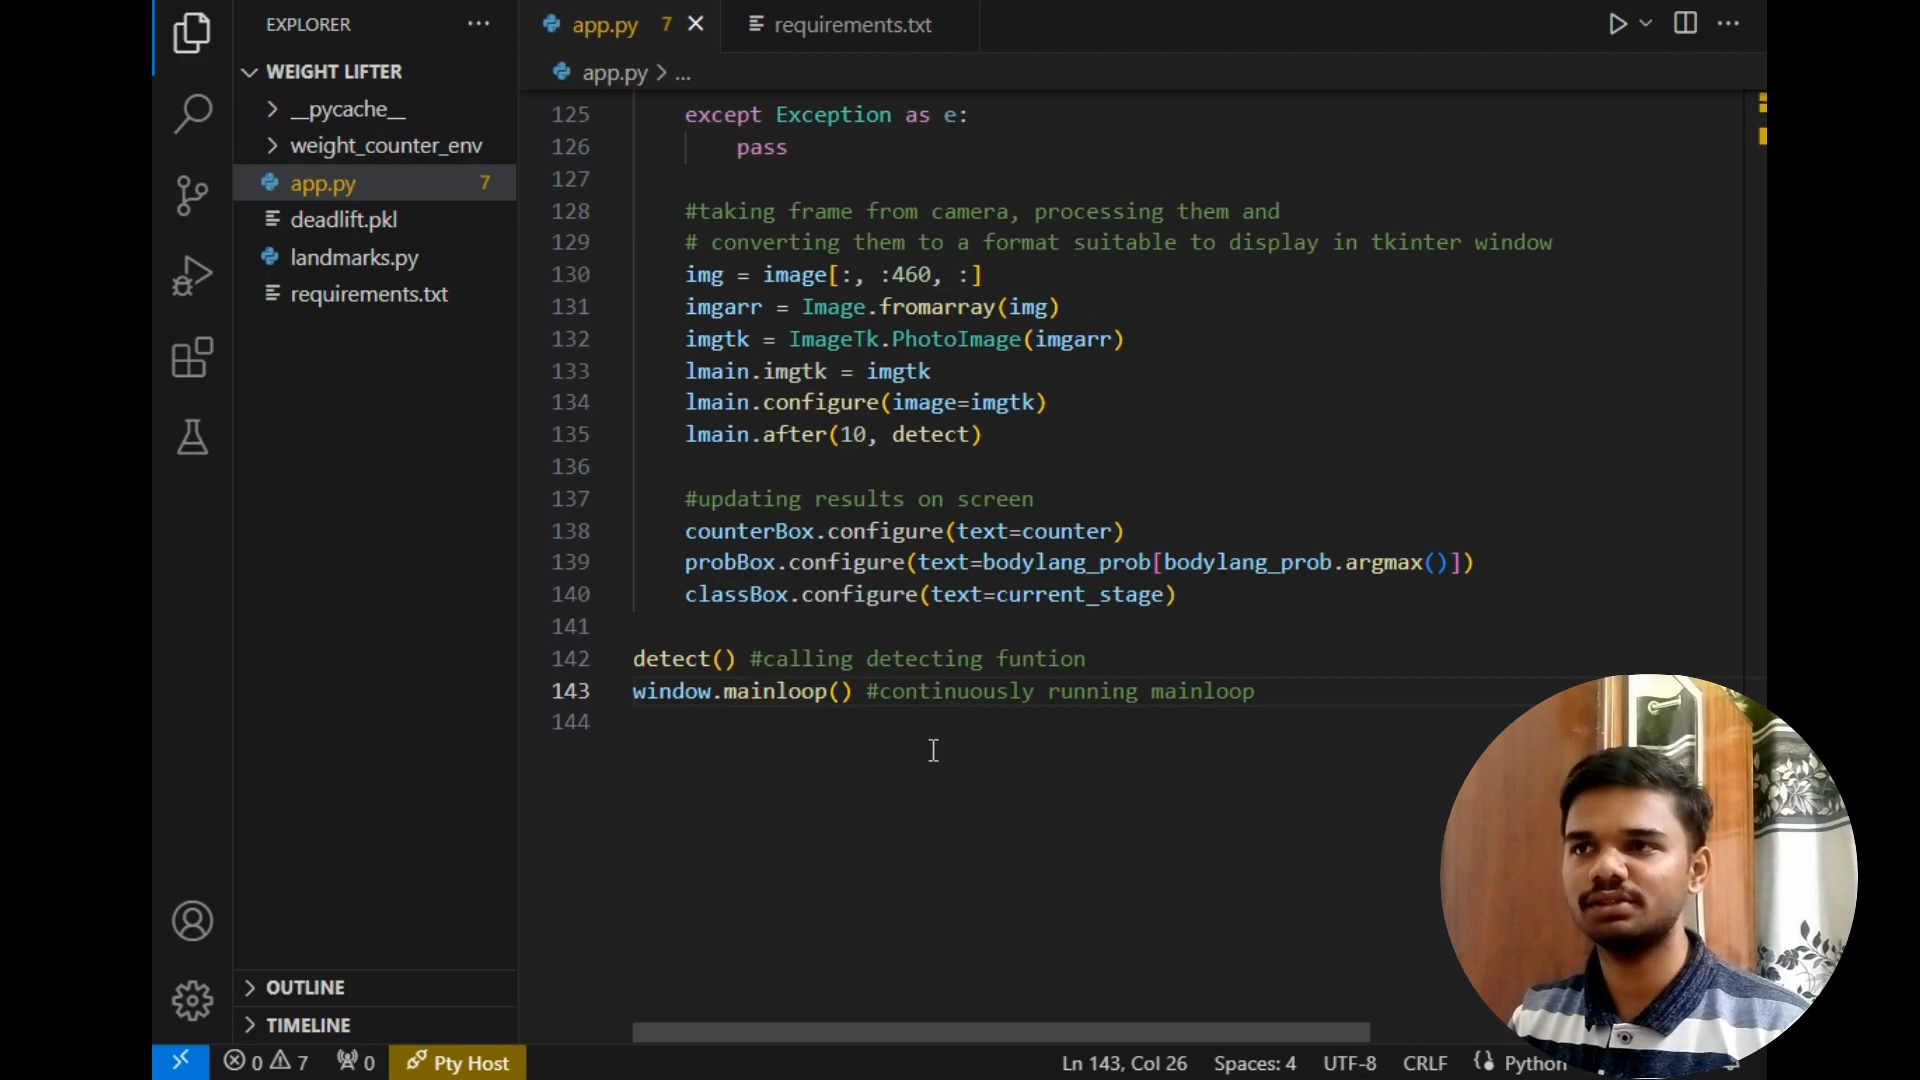 EXPLORER
WEIGHT LIFTER
__pycache__
weight_counter_env
app.py 7
deadlift.pkl
landmarks.py
requirements.txt
OUTLINE
TIMELINE
app.py 7
requirements.txt
app.py > ...
125 except Exception as e:
126 pass
127
128 #taking frame from camera, processing them and
129 # converting them to a format suitable to display in tkinter window
130 img = image[:, :460, :]
131 imgarr = Image.fromarray(img)
132 imgtk = ImageTk.PhotoImage(imgarr)
133 lmain.imgtk = imgtk
134 lmain.configure(image=imgtk)
135 lmain.after(10, detect)
136
137 #updating results on screen
138 counterBox.configure(text=counter)
139 probBox.configure(text=bodylang_prob[bodylang_prob.argmax()])
140 classBox.configure(text=current_stage)
141
142 detect() #calling detecting funtion
143 window.mainloop() #continuously running mainloop
144
0 7 0 Pty Host Ln 143, Col 26 Spaces: 4 UTF-8 CRLF Python